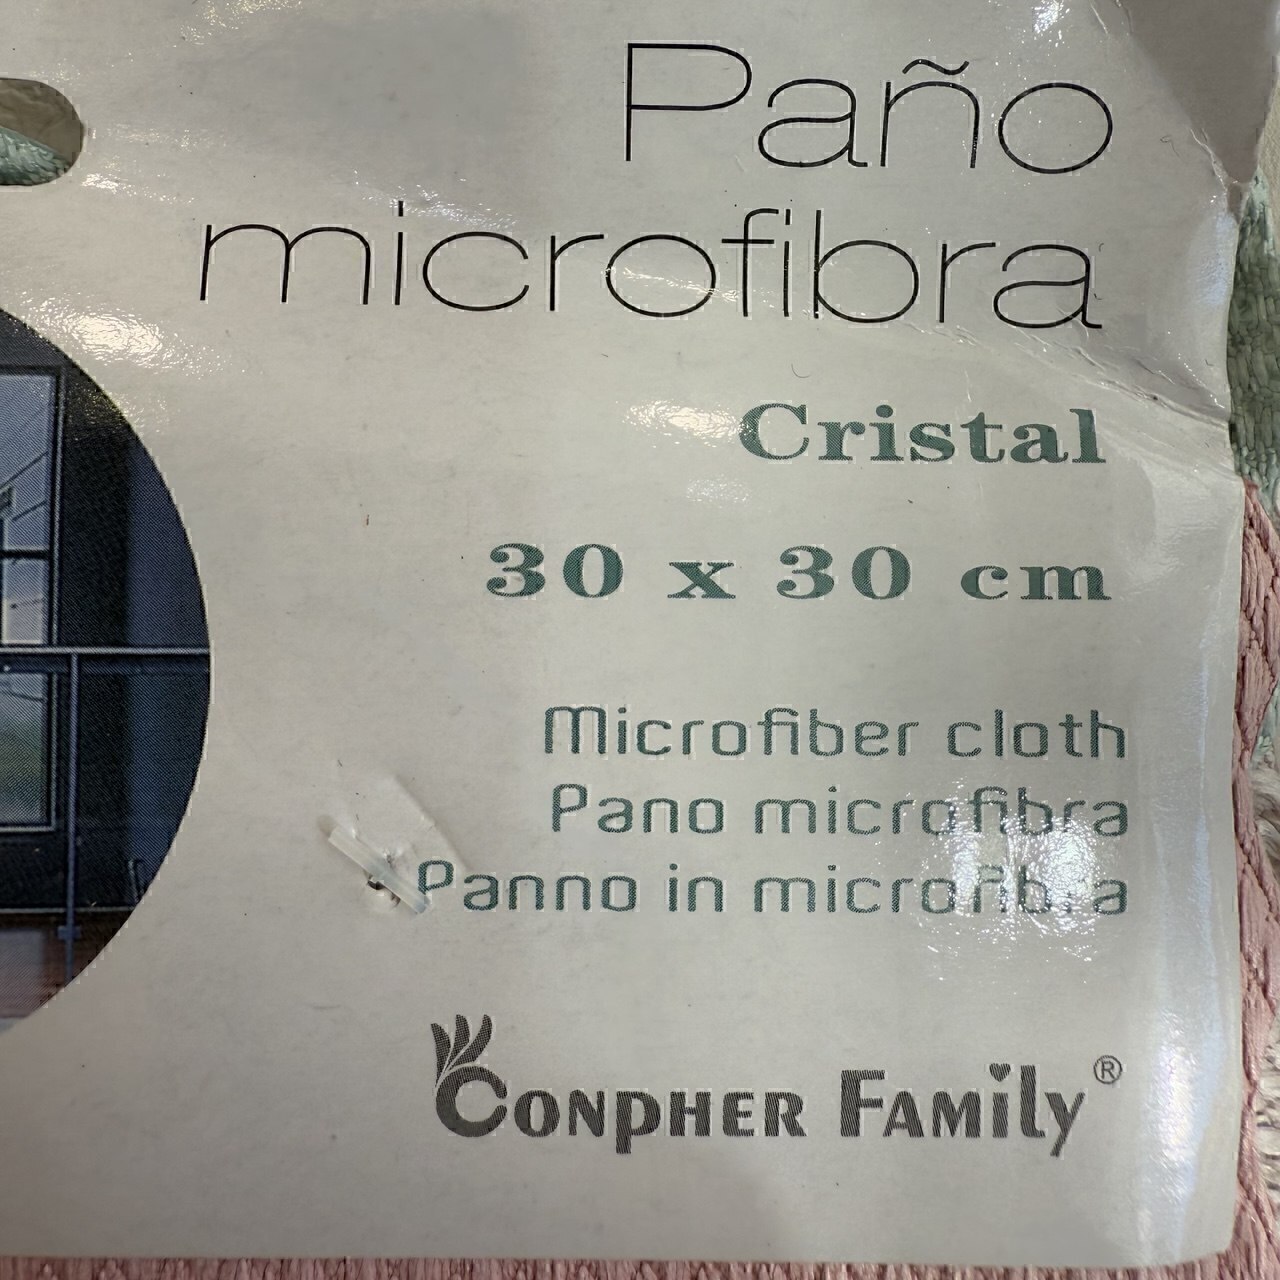 Paño
microfibra
Cristal
30 x 30 cm
Microfiber cloth
Pano microfibra
Panno in microfibra
CONPHER FAMILY®